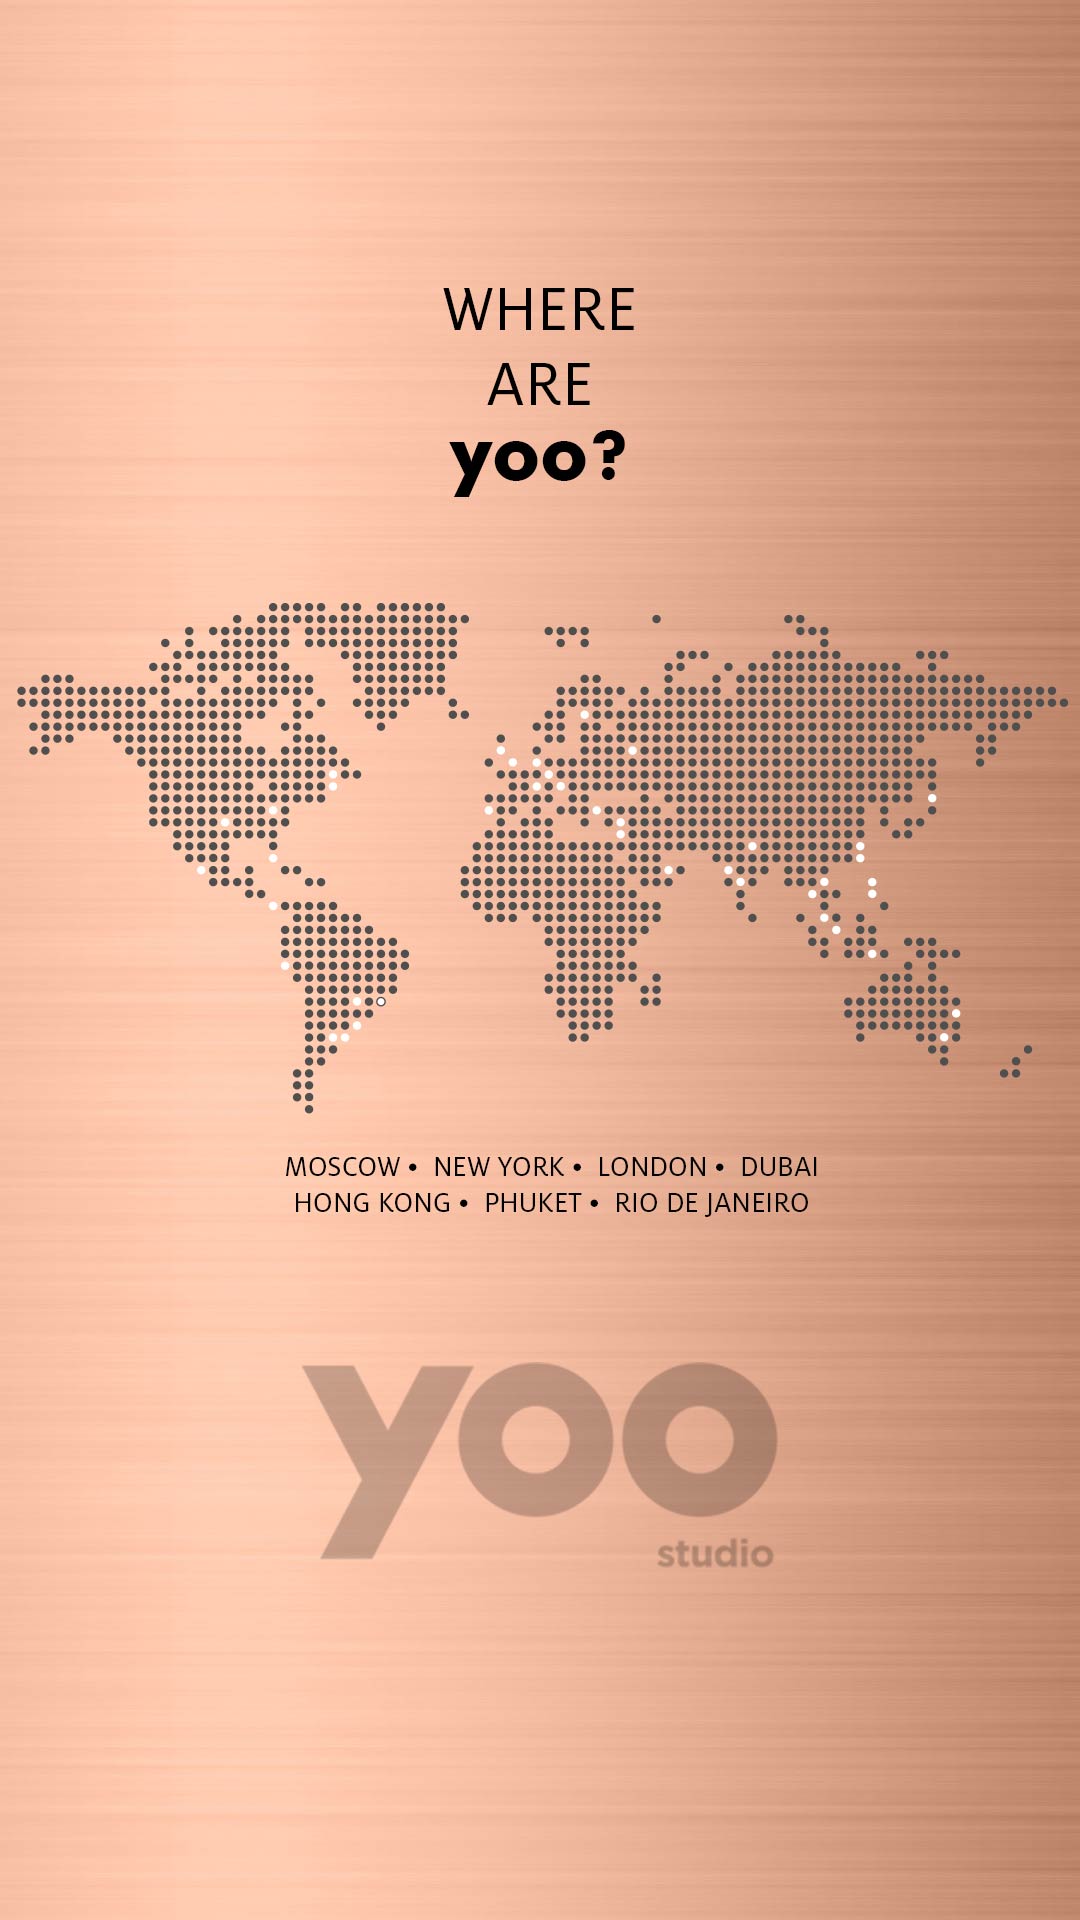 WHERE
ARE
yoo?
MOSCOW • NEW YORK • LONDON • DUBAI
HONG KONG • PHUKET • RIO DE JANEIRO
yoo
studio